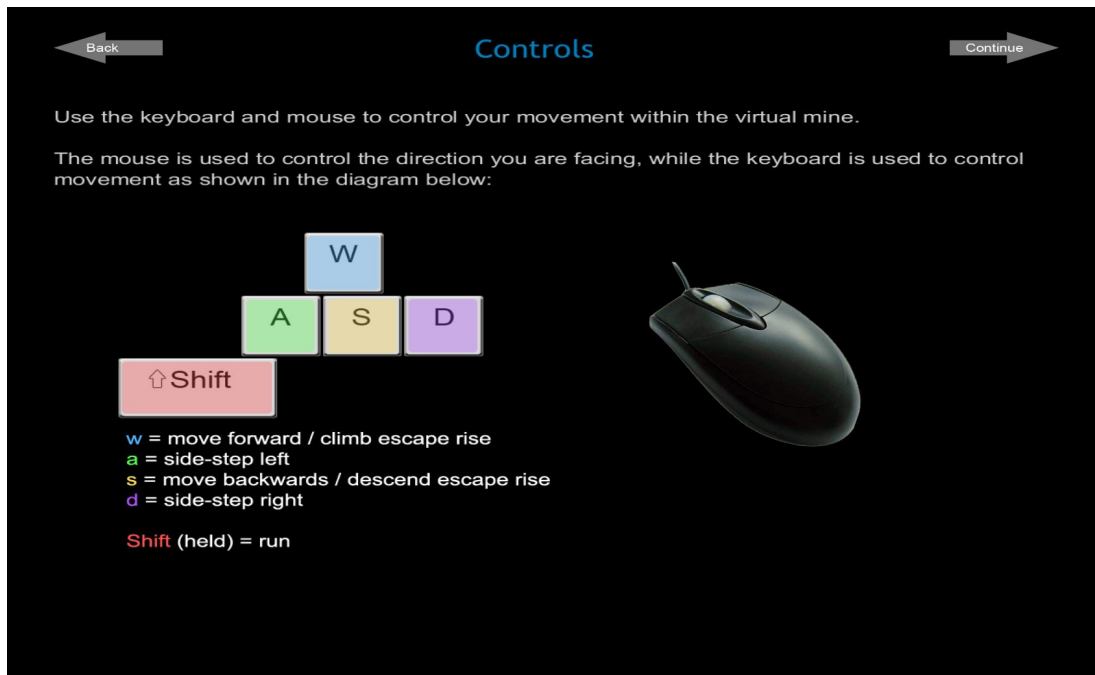 Back
Controls
Continue
Use the keyboard and mouse to control your movement within the virtual mine.
The mouse is used to control the direction you are facing, while the keyboard is used to control
movement as shown in the diagram below:
W
A S D
⇧Shift
w = move forward / climb escape rise
a = side-step left
s = move backwards / descend escape rise
d = side-step right
Shift (held) = run